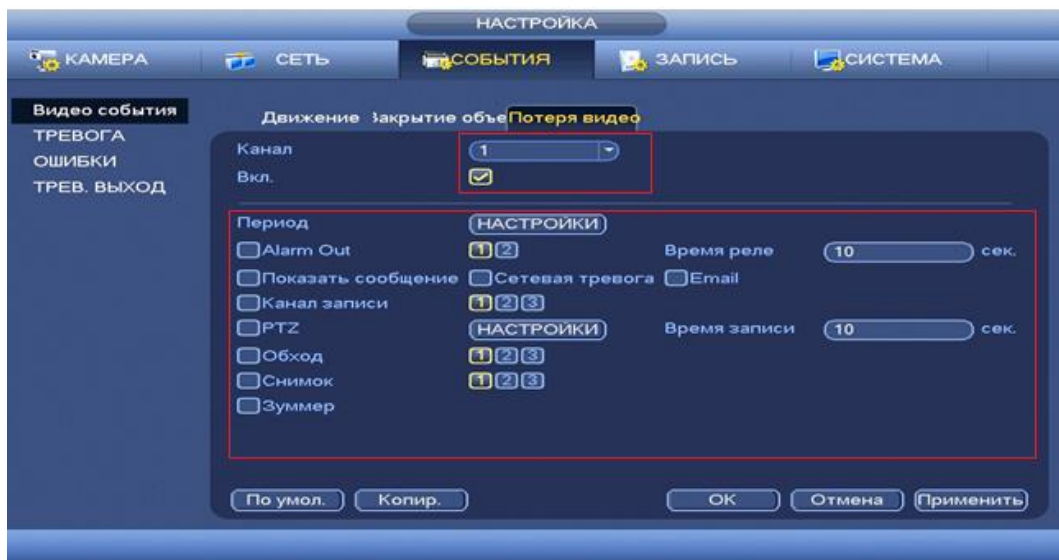 НАСТРОЙКА
КАМЕРА СЕТЬ СОБЫТИЯ ЗАПИСЬ СИСТЕМА
Видео события
ТРЕВОГА
ОШИБКИ
ТРЕВ. ВЫХОД
Движение Закрытие объе Потеря видео
Канал 1
Вкл.
Период НАСТРОЙКИ
Alarm Out 1 2 Время реле 10 сек.
Показать сообщение Сетевая тревога Email
Канал записи 1 2 3
PTZ НАСТРОЙКИ Время записи 10 сек.
Обход 1 2 3
Снимок 1 2 3
Зуммер
По умол. Копир. OK Отмена Применить